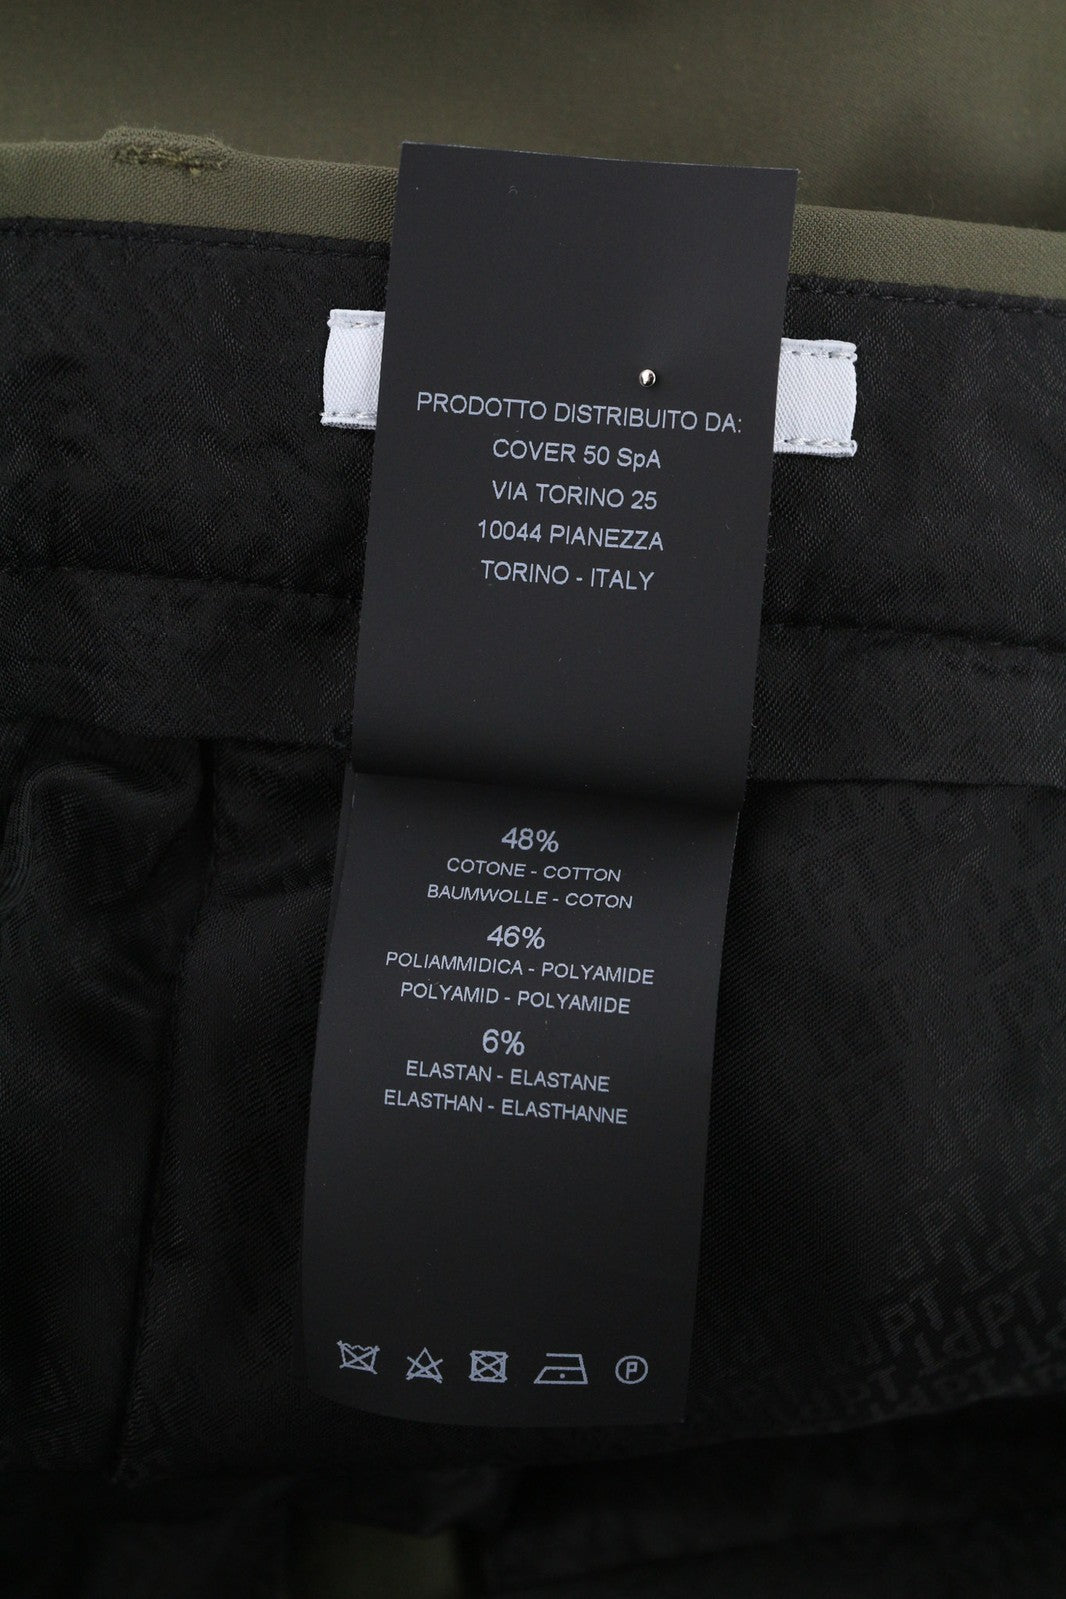 PRODOTTO DISTRIBUITO DA:
COVER 50 SpA
VIA TORINO 25
10044 PIANEZZA
TORINO - ITALY
48%
COTONE - COTTON
BAUMWOLLE - COTON
46%
POLIAMMIDICA - POLYAMIDE
POLYAMID - POLYAMIDE
6%
ELASTAN - ELASTANE
ELASTHAN - ELASTHANNE
P